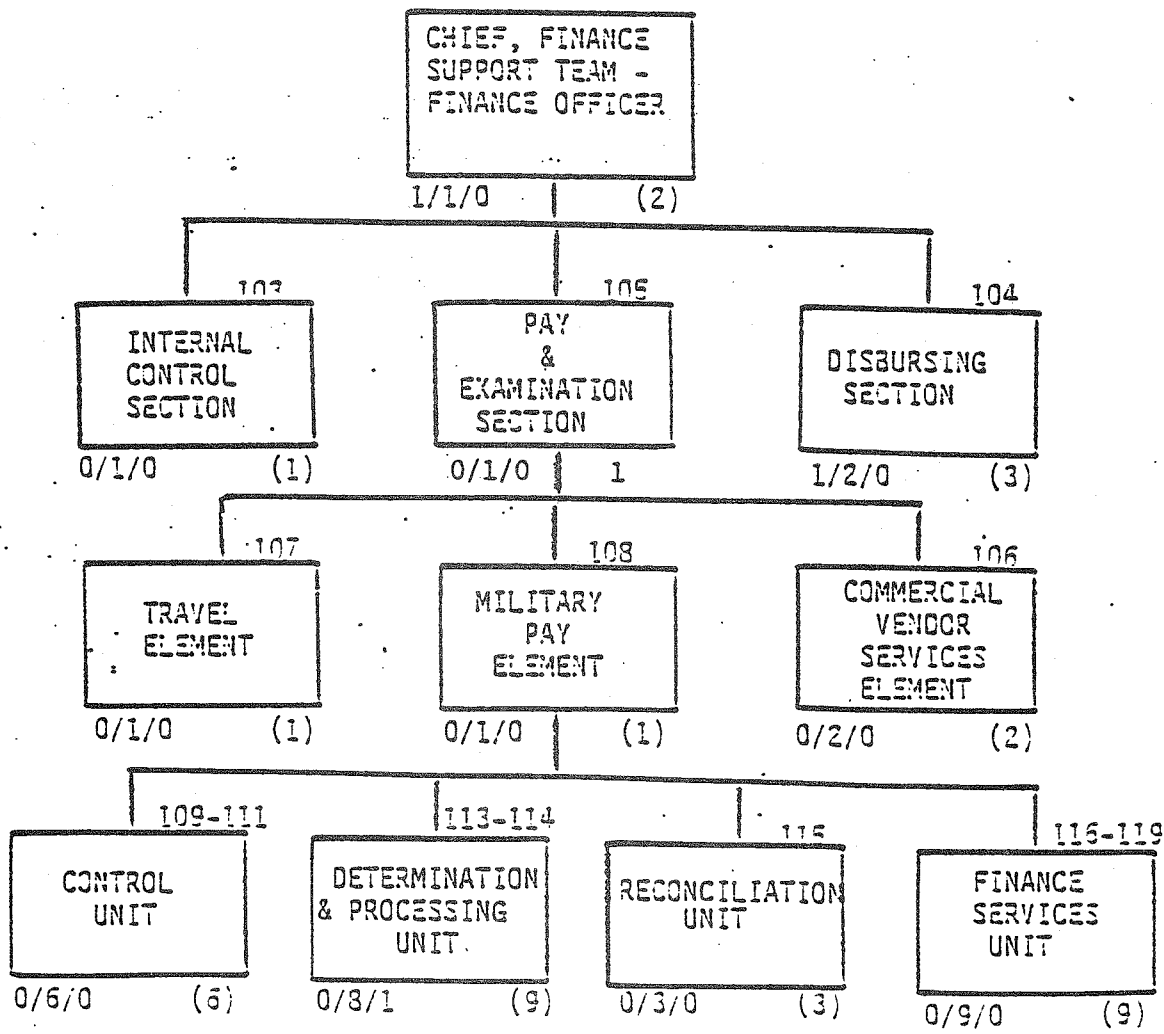 CHIEF, FINANCE
SUPPORT TEAM -
FINANCE OFFICER
1/1/0 (2)
103 105 104
INTERNAL
CONTROL
SECTION
PAY
&
EXAMINATION
SECTION
DISBURSING
SECTION
0/1/0 (1)
0/1/0 1
1/2/0 (3)
107 108 106
TRAVEL
ELEMENT
MILITARY
PAY
ELEMENT
COMMERCIAL
VENDOR
SERVICES
ELEMENT
0/1/0 (1)
0/1/0 (1)
0/2/0 (2)
109-111 113-114 115 116-119
CONTROL
UNIT
DETERMINATION
& PROCESSING
UNIT.
RECONCILIATION
UNIT
FINANCE
SERVICES
UNIT
0/6/0 (6)
0/8/1 (9)
0/3/0 (3)
0/9/0 (9)